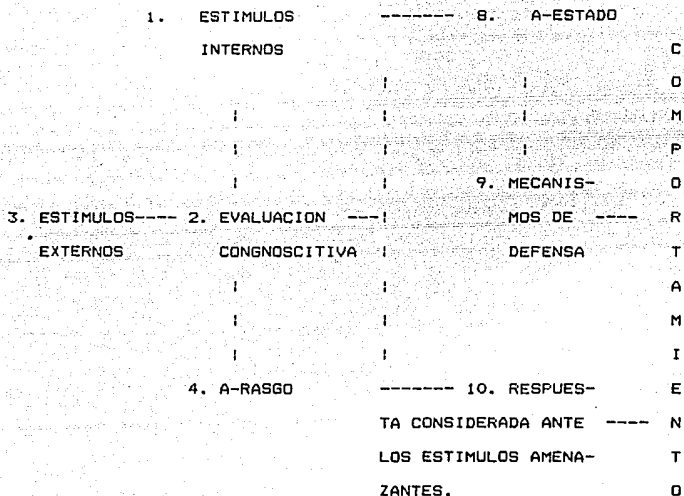 1. ESTIMULOS ------- 8. A-ESTADO
INTERNOS
3. ESTIMULOS---- 2. EVALUACION ---
EXTERNOS CONGNOSCITIVA
9. MECANIS-
MOS DE ----
DEFENSA
4. A-RASGO ------- 10. RESPUES-
TA CONSIDERADA ANTE ----
LOS ESTIMULOS AMENA-
ZANTES.
C
O
M
P
O
R
T
A
M
I
E
N
T
O